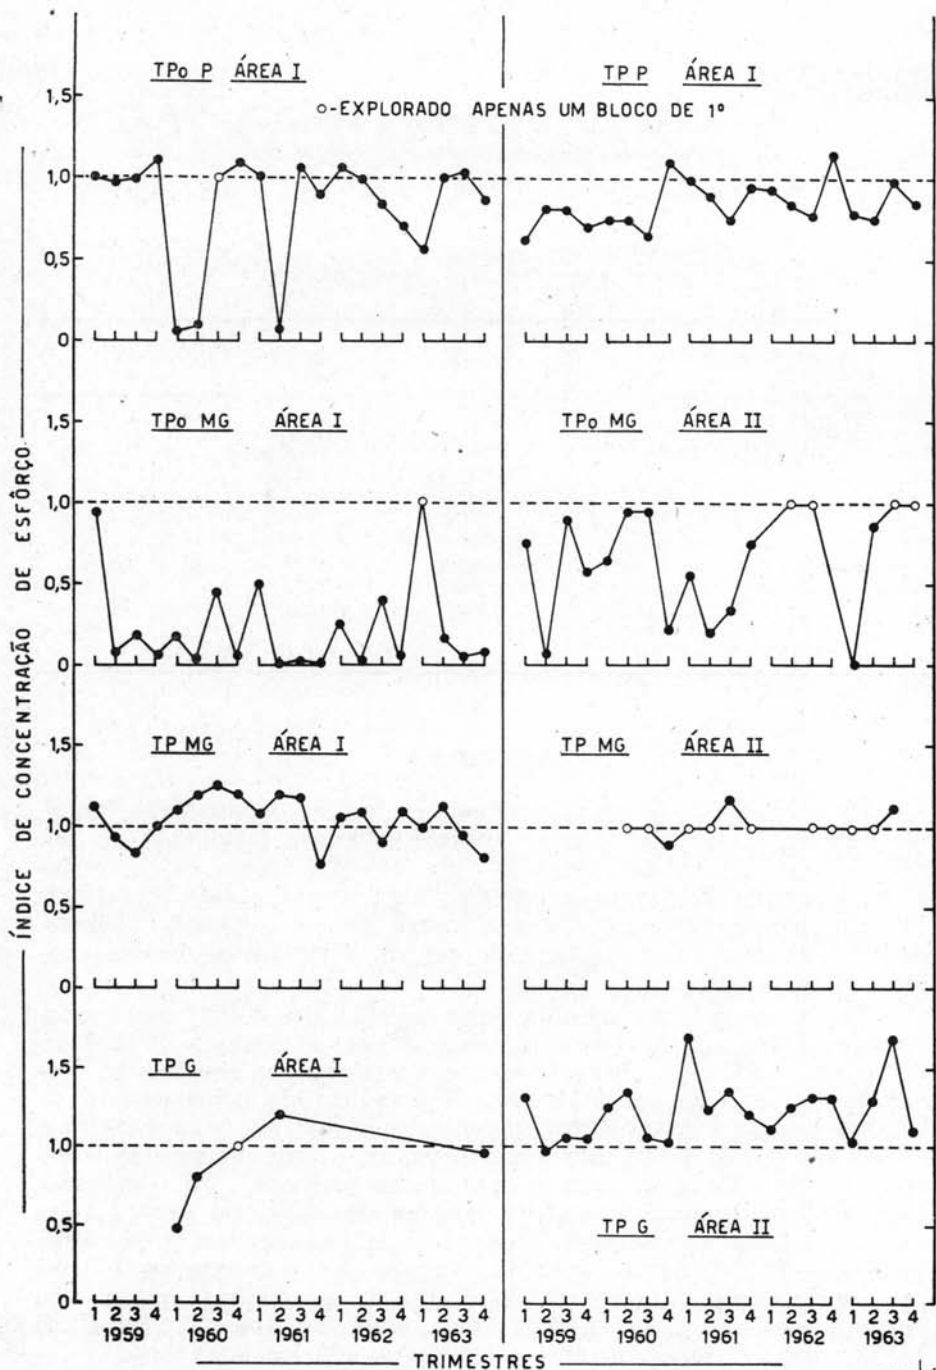 TPo P ÁREA I
TP P ÁREA I
O-EXPLORADO APENAS UM BLOCO DE 1º
1,5
1,0
0,5
0
TPo MG ÁREA I
TPo MG ÁREA II
1,5
1,0
0,5
0
TP MG ÁREA I
TP MG ÁREA II
1,5
1,0
0,5
0
TP G ÁREA I
TP G ÁREA II
1,5
1,0
0,5
0
ÍNDICE DE CONCENTRAÇÃO DE ESFÔRÇO
1 2 3 4 1 2 3 4 1 2 3 4 1 2 3 4 1 2 3 4
1959 1960 1961 1962 1963
1 2 3 4 1 2 3 4 1 2 3 4 1 2 3 4 1 2 3 4
1959 1960 1961 1962 1963
TRIMESTRES